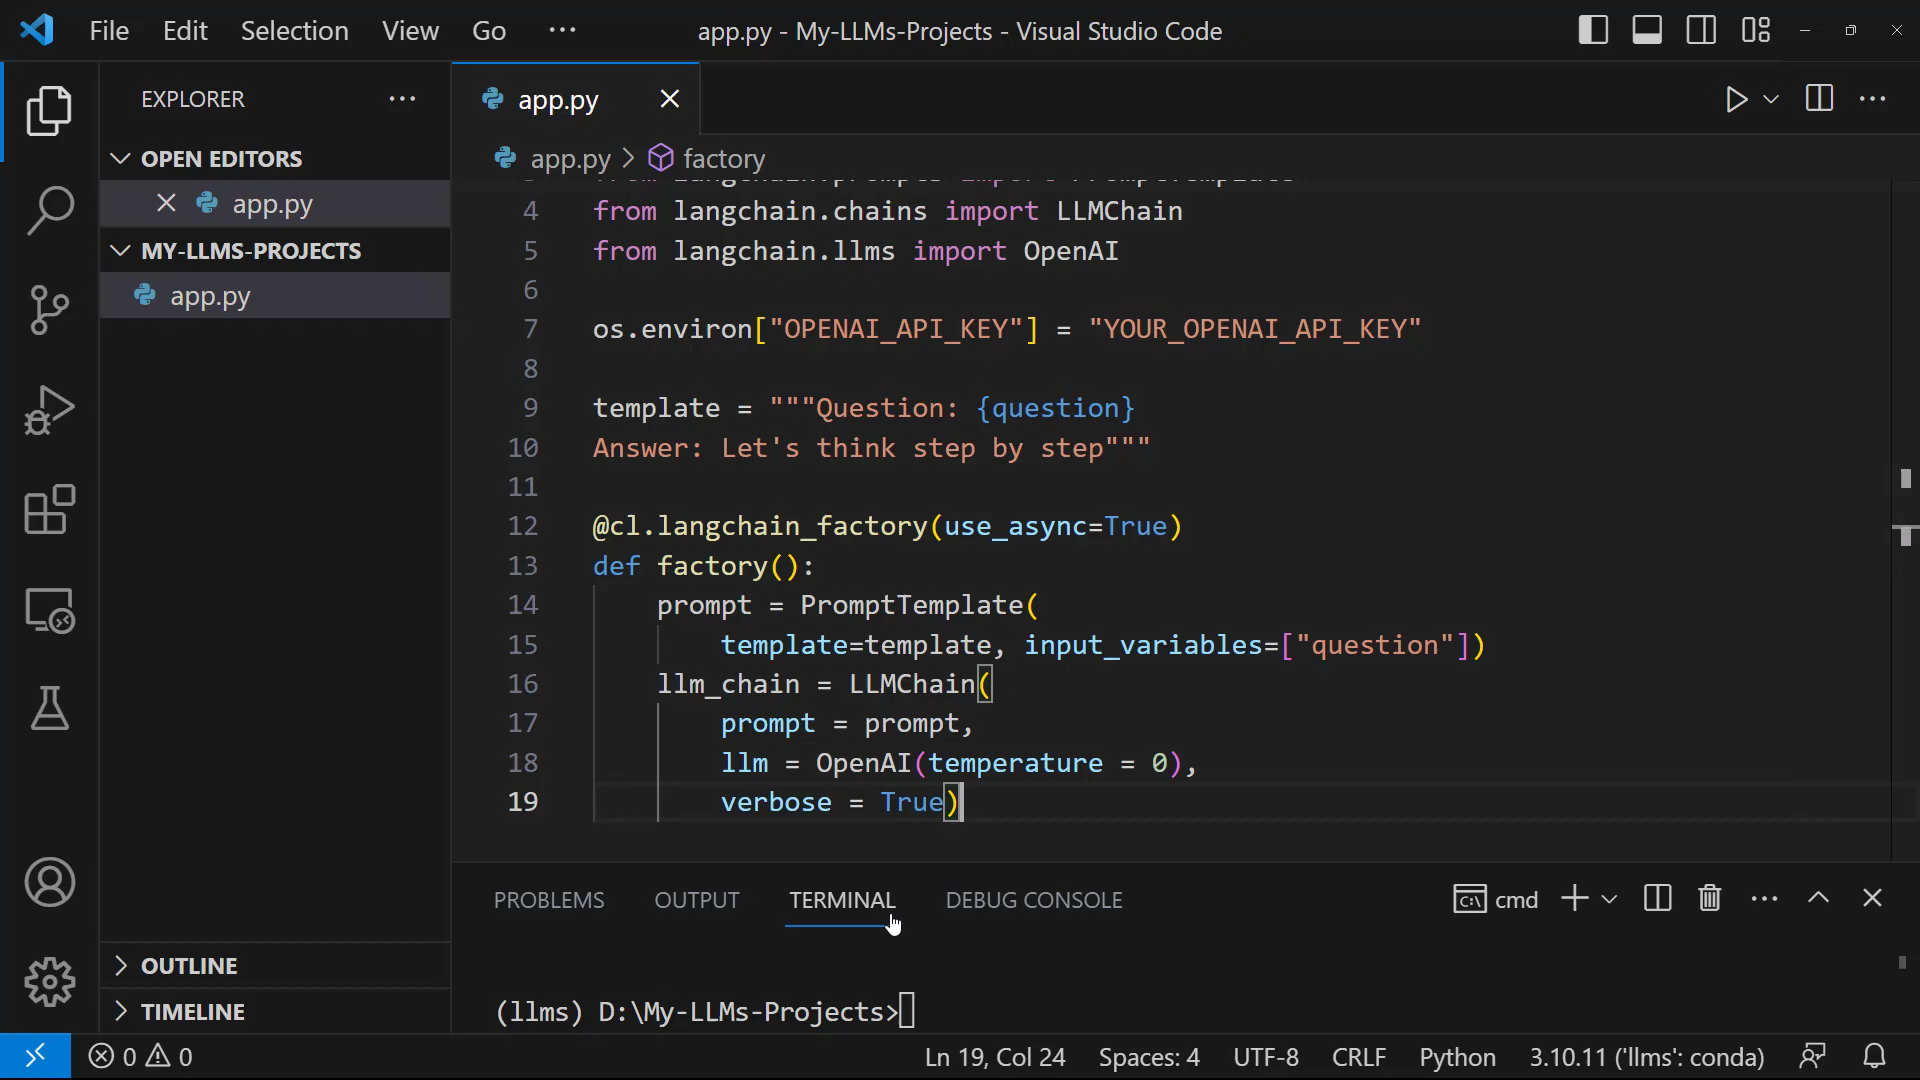 File Edit Selection View Go ··· app.py - My-LLMs-Projects - Visual Studio Code
EXPLORER ···
OPEN EDITORS
app.py
MY-LLMS-PROJECTS
app.py
OUTLINE
TIMELINE
app.py
app.py > factory
4 from langchain.chains import LLMChain
5 from langchain.llms import OpenAI
6
7 os.environ["OPENAI_API_KEY"] = "YOUR_OPENAI_API_KEY"
8
9 template = """Question: {question}
10 Answer: Let's think step by step"""
11
12 @cl.langchain_factory(use_async=True)
13 def factory():
14 prompt = PromptTemplate(
15 template=template, input_variables=["question"])
16 llm_chain = LLMChain(
17 prompt = prompt,
18 llm = OpenAI(temperature = 0),
19 verbose = True)
PROBLEMS OUTPUT TERMINAL DEBUG CONSOLE cmd
(llms) D:\My-LLMs-Projects>
0 0 Ln 19, Col 24 Spaces: 4 UTF-8 CRLF Python 3.10.11 ('llms': conda)